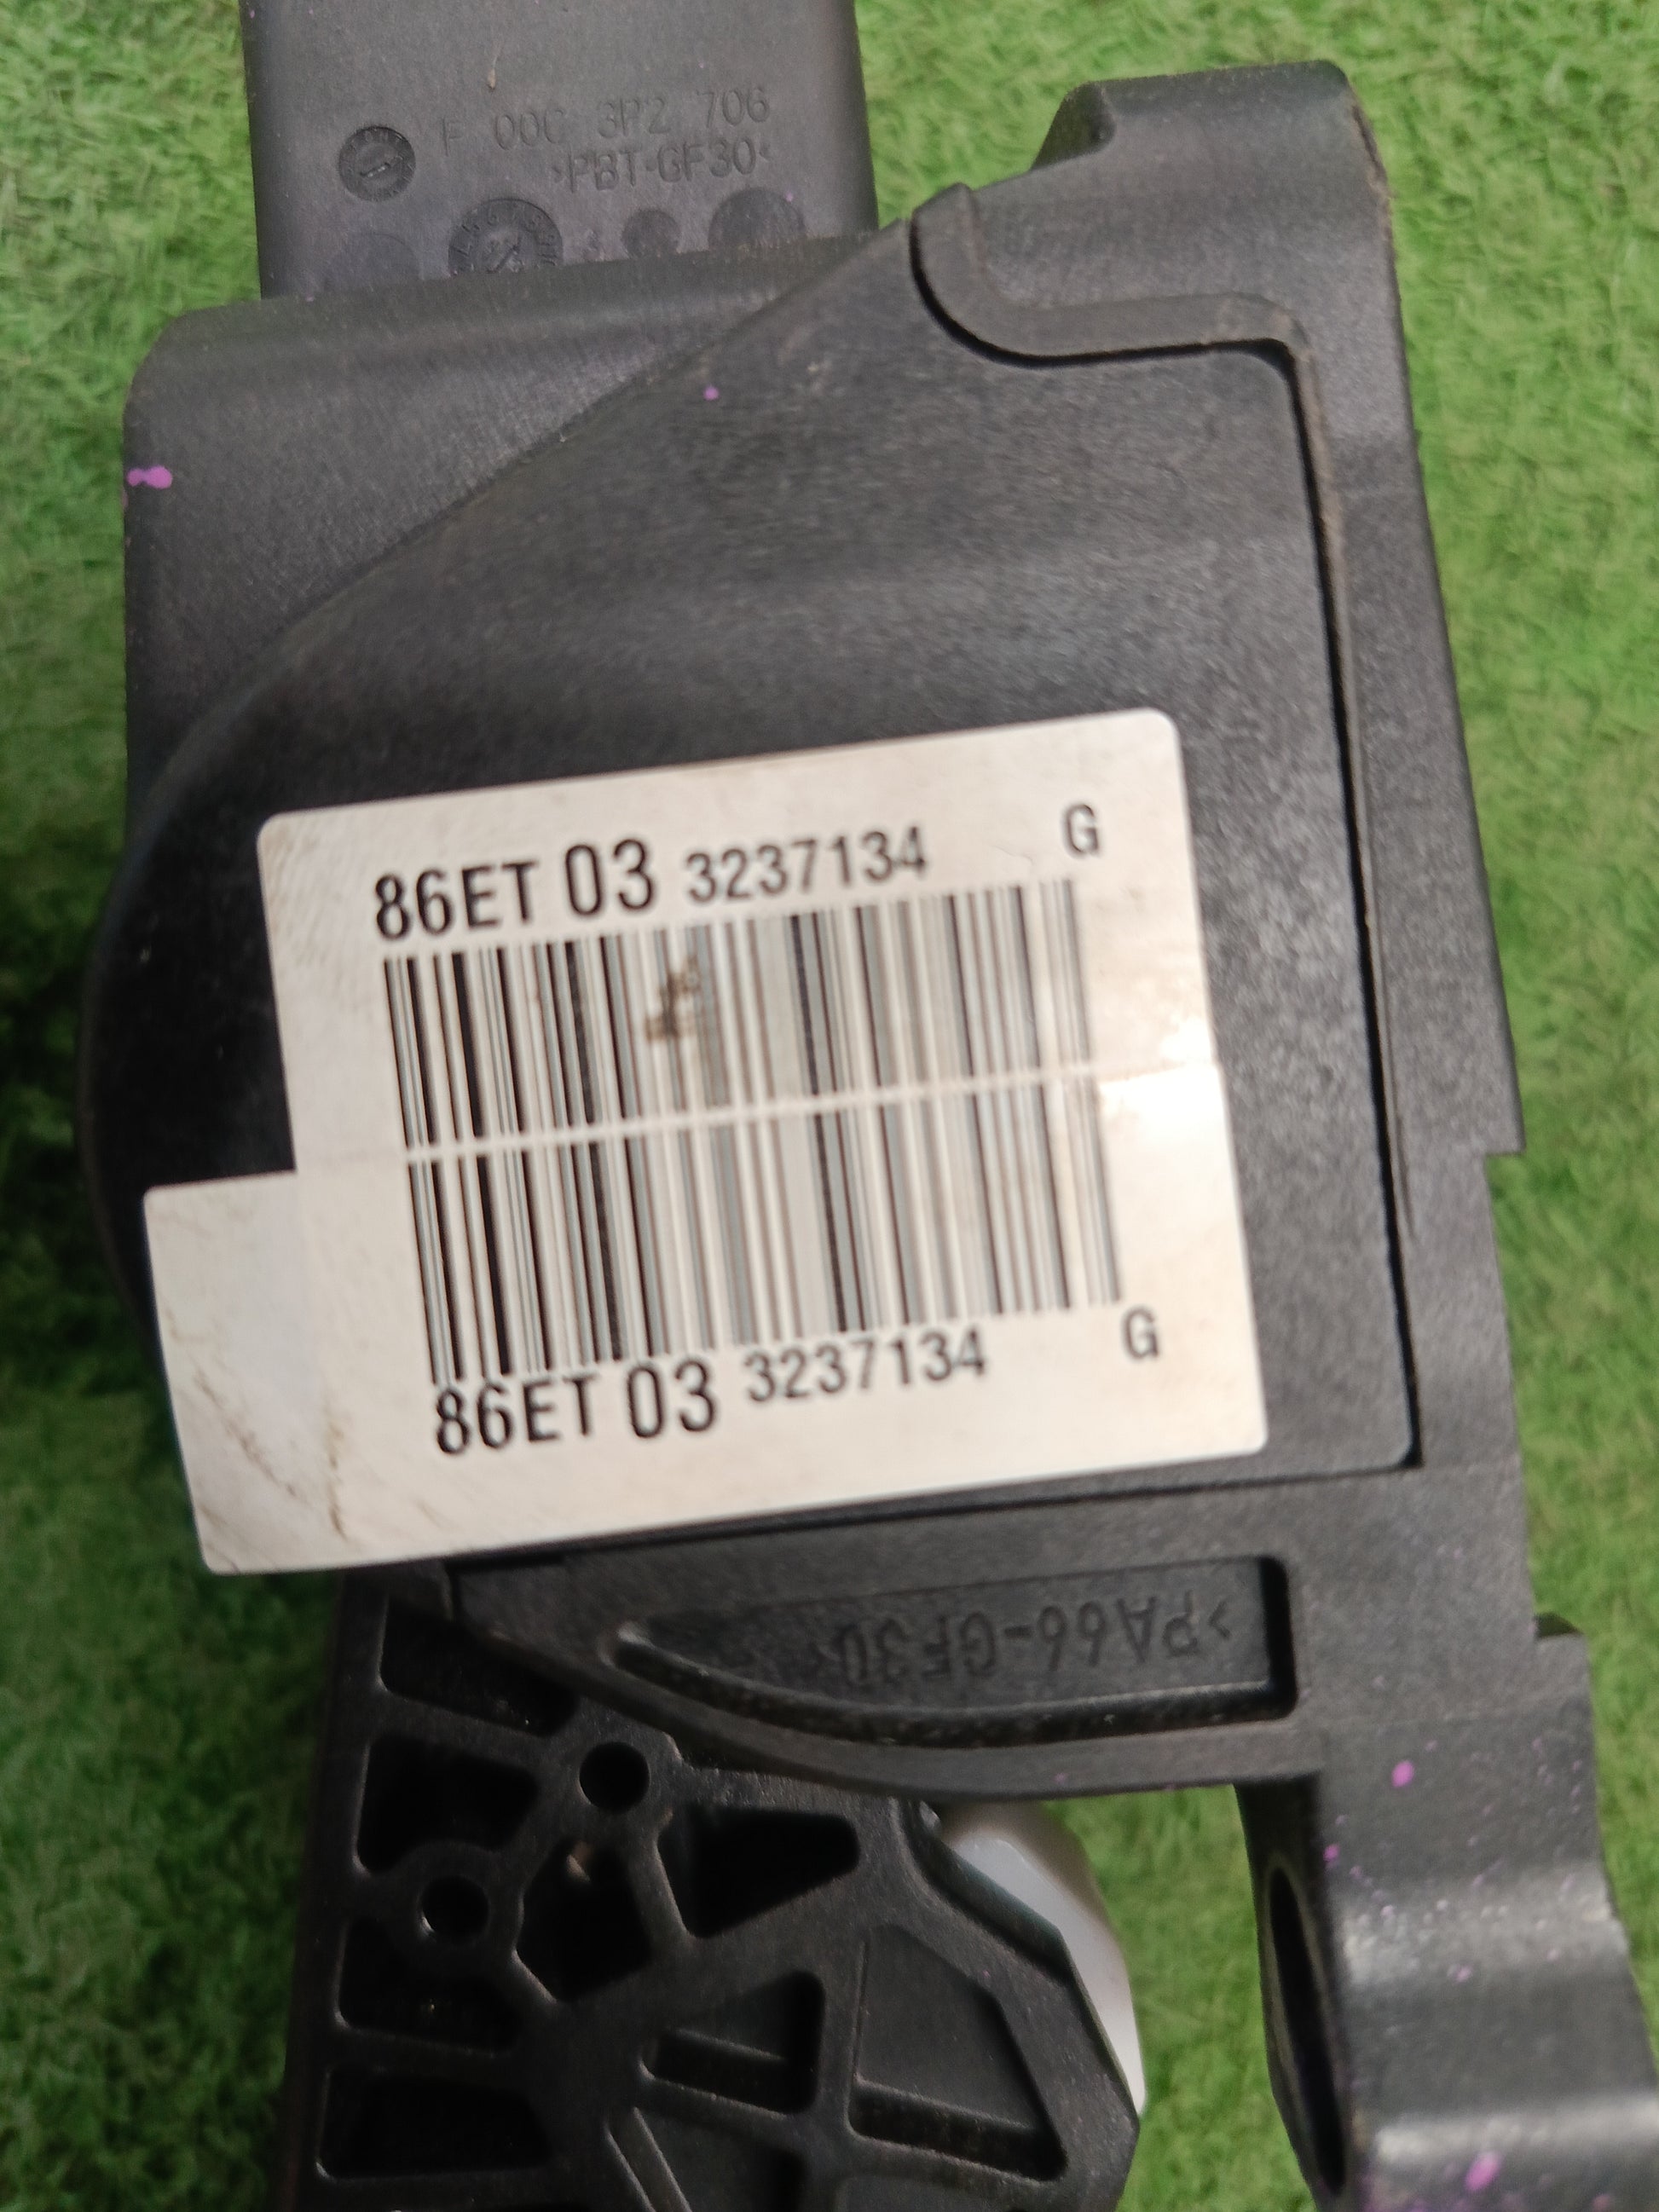 F 00C 3P2 706
>PBT-GF30<
86ET 03 3237134 G
86ET 03 3237134 G
>PA66-GF30<